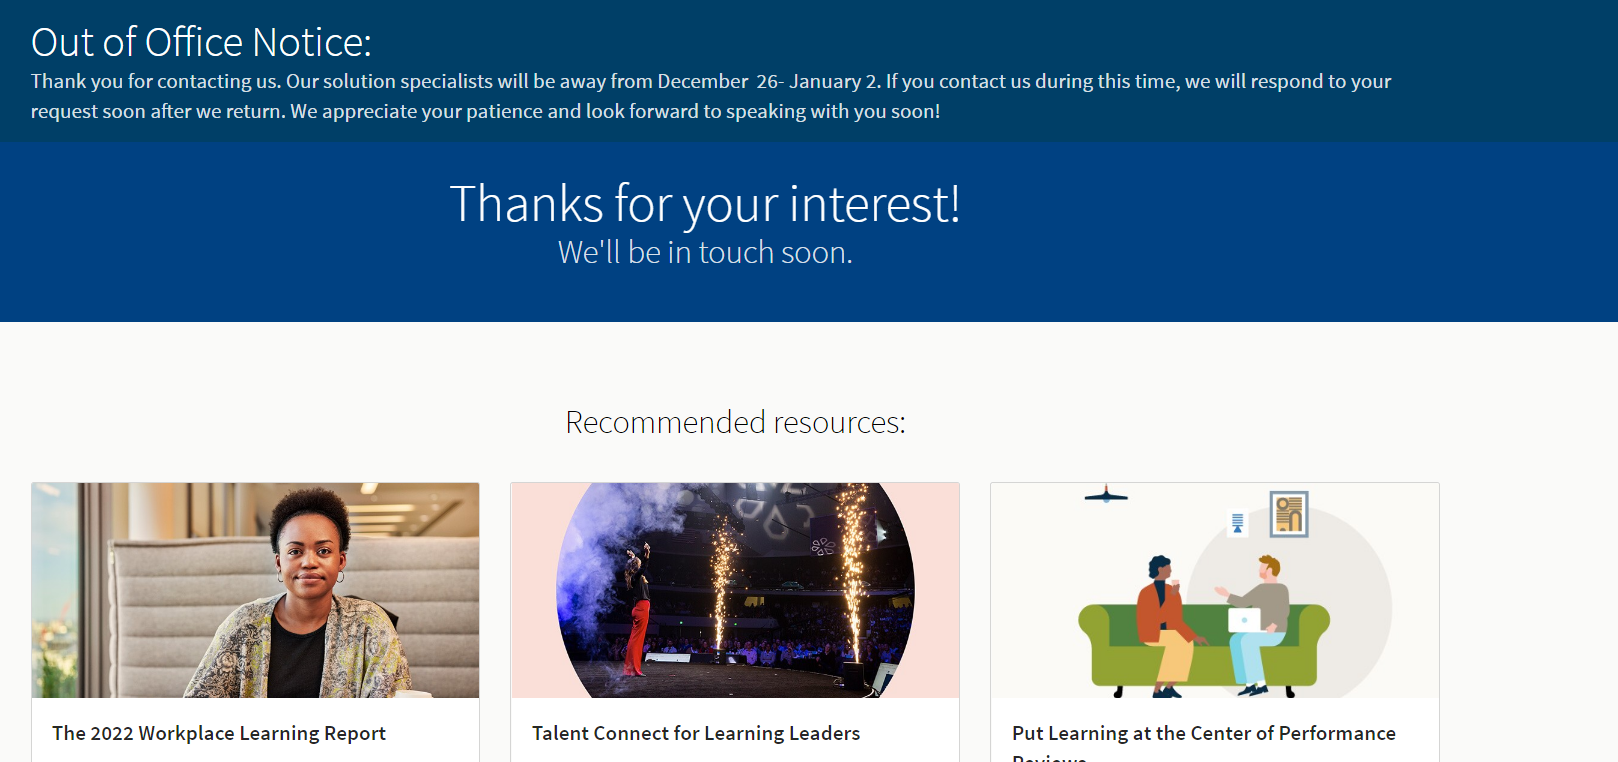 Out of Office Notice:
Thank you for contacting us. Our solution specialists will be away from December  26- January 2. If you contact us during this time, we will respond to your
request soon after we return. We appreciate your patience and look forward to speaking with you soon!
Thanks for your interest!
We'll be in touch soon.
Recommended resources:
The 2022 Workplace Learning Report
Talent Connect for Learning Leaders
Put Learning at the Center of Performance
Reviews